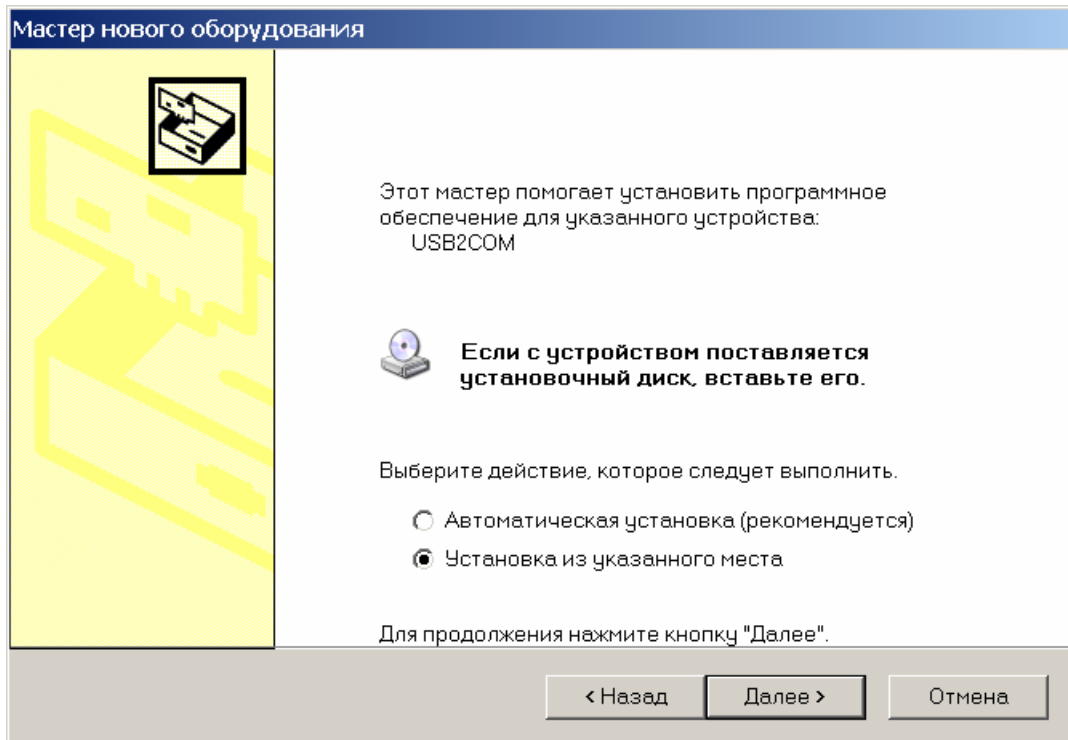 Мастер нового оборудования
Этот мастер помогает установить программное
обеспечение для указанного устройства:
USB2COM
Если с устройством поставляется
установочный диск, вставьте его.
Выберите действие, которое следует выполнить.
Автоматическая установка (рекомендуется)
Установка из указанного места
Для продолжения нажмите кнопку "Далее".
< Назад
Далее >
Отмена